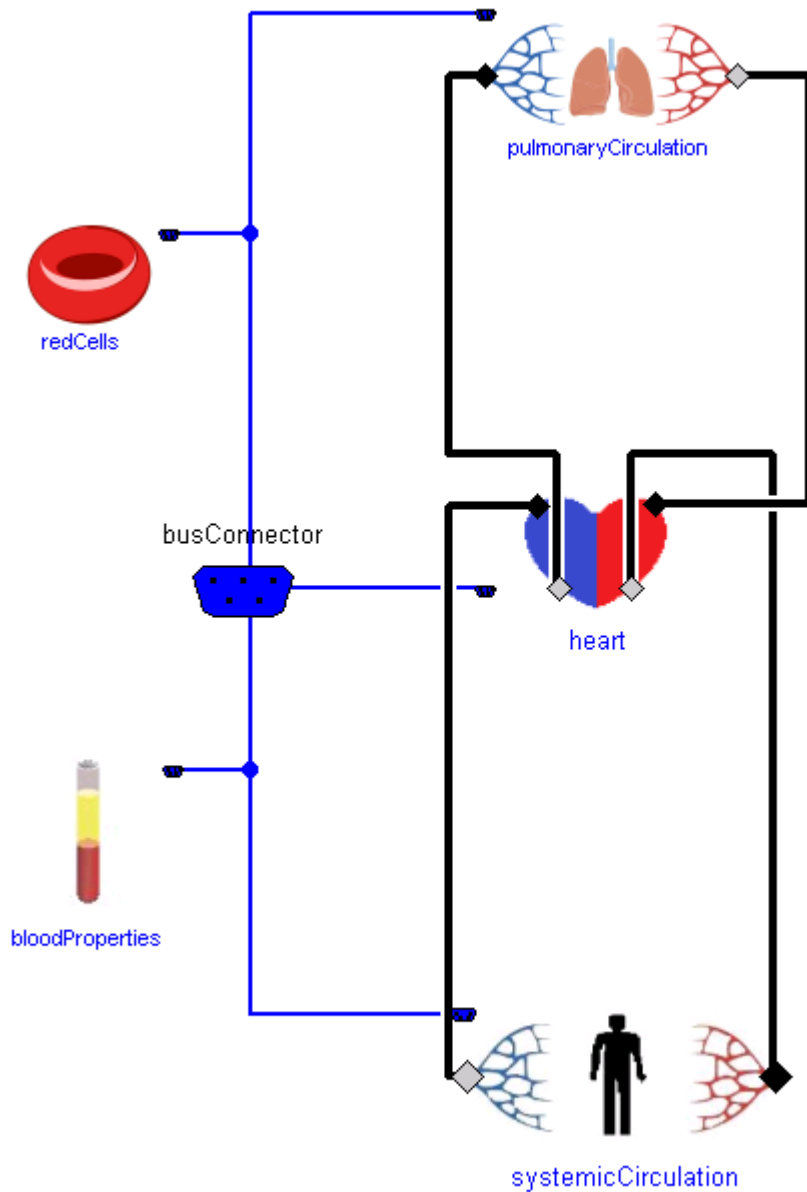 pulmonaryCirculation
redCells
busConnector
heart
bloodProperties
systemicCirculation